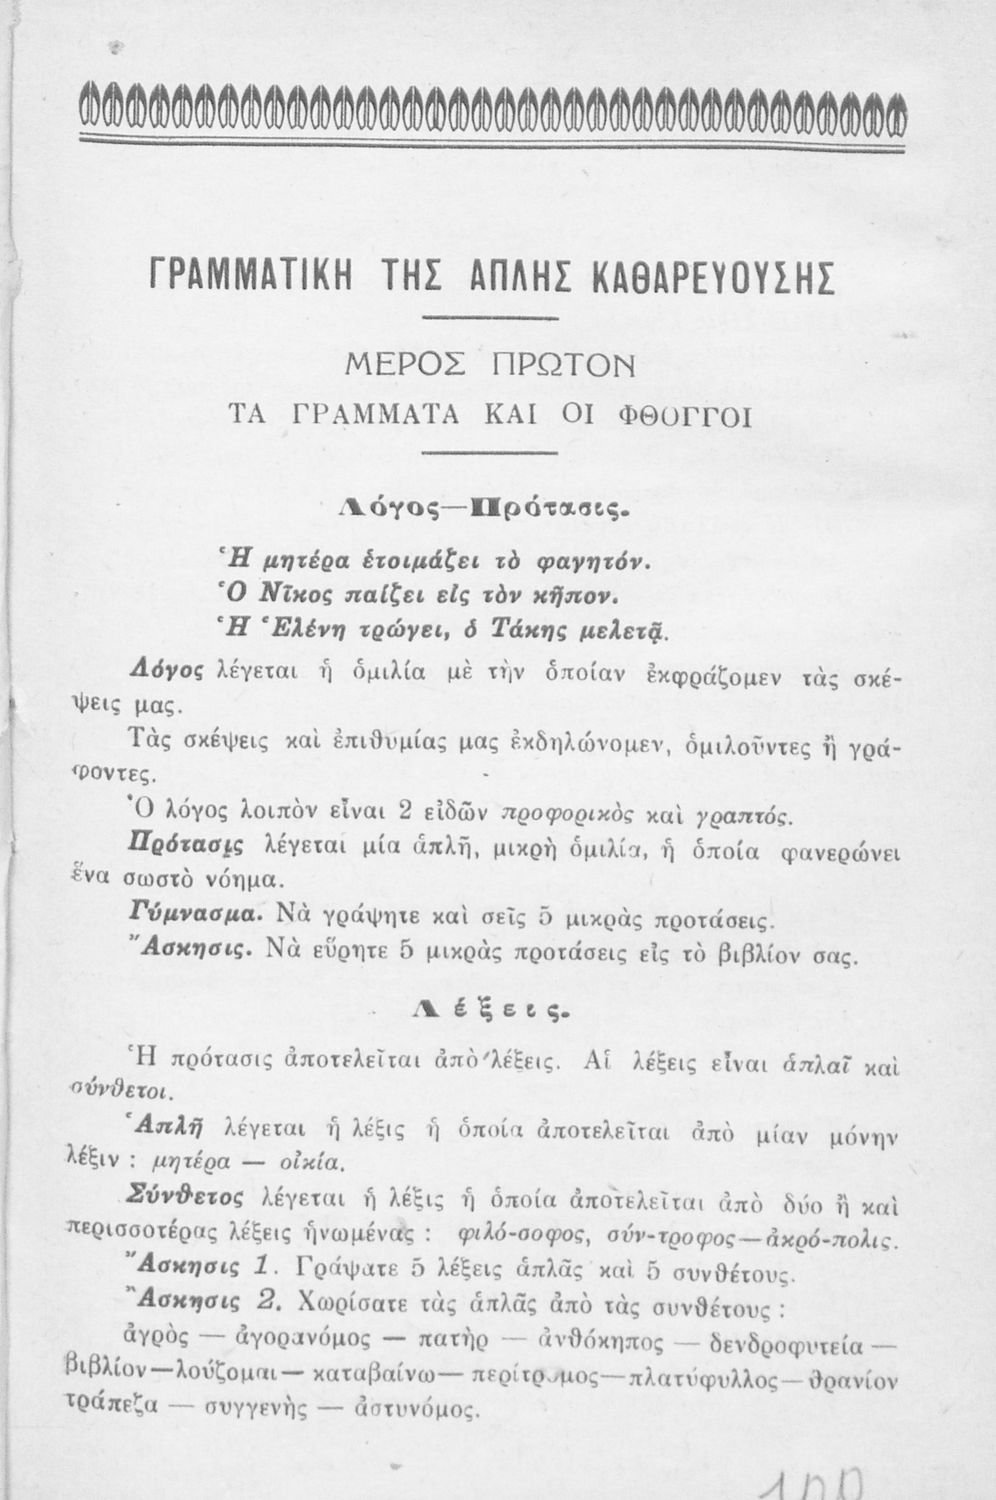 ΓΡΑΜΜΑΤΙΚΗ ΤΗΣ ΑΠΛΗΣ ΚΑΘΑΡΕΥΟΥΣΗΣ
ΜΕΡΟΣ ΠΡΩΤΟΝ
ΤΑ ΓΡΑΜΜΑΤΑ ΚΑΙ ΟΙ ΦΘΟΓΓΟΙ
Λόγος—Πρότασις.
Ἡ μητέρα ἑτοιμάζει τὸ φαγητόν.
Ὁ Νῖκος παίζει εἰς τὸν κῆπον.
Ἡ Ἑλένη τρώγει, ὁ Τάκης μελετᾷ.
Λόγος λέγεται ἡ ὁμιλία μὲ τὴν ὁποίαν ἐκφράζομεν τὰς σκέ-
ψεις μας.
Τὰς σκέψεις καὶ ἐπιθυμίας μας ἐκδηλώνομεν, ὁμιλοῦντες ἢ γρά-
φοντες.
Ὁ λόγος λοιπὸν εἶναι 2 εἰδῶν προφορικὸς καὶ γραπτός.
Πρότασις λέγεται μία ἁπλῆ, μικρὴ ὁμιλία, ἡ ὁποία φανερώνει
ἕνα σωστὸ νόημα.
Γύμνασμα. Νὰ γράψητε καὶ σεῖς 5 μικρὰς προτάσεις.
Ἄσκησις. Νὰ εὕρητε 5 μικρὰς προτάσεις εἰς τὸ βιβλίον σας.
Λέξεις.
Ἡ πρότασις ἀποτελεῖται ἀπὸ λέξεις. Αἱ λέξεις εἶναι ἁπλαῖ καὶ
σύνθετοι.
Ἁπλῆ λέγεται ἡ λέξις ἡ ὁποία ἀποτελεῖται ἀπὸ μίαν μόνην
λέξιν : μητέρα — οἰκία.
Σύνθετος λέγεται ἡ λέξις ἡ ὁποία ἀποτελεῖται ἀπὸ δύο ἢ καὶ
περισσοτέρας λέξεις ἡνωμένας : φιλό-σοφος, σύν-τροφος—ἀκρό-πολις.
Ἄσκησις 1. Γράψατε 5 λέξεις ἁπλᾶς καὶ 5 συνθέτους.
Ἄσκησις 2. Χωρίσατε τὰς ἁπλᾶς ἀπὸ τὰς συνθέτους :
ἀγρὸς — ἀγορανόμος — πατὴρ — ἀνθόκηπος — δενδροφυτεία —
βιβλίον—λούζομαι— καταβαίνω— περίτρομος—πλατύφυλλος—θρανίον
τράπεζα — συγγενὴς — ἀστυνόμος.